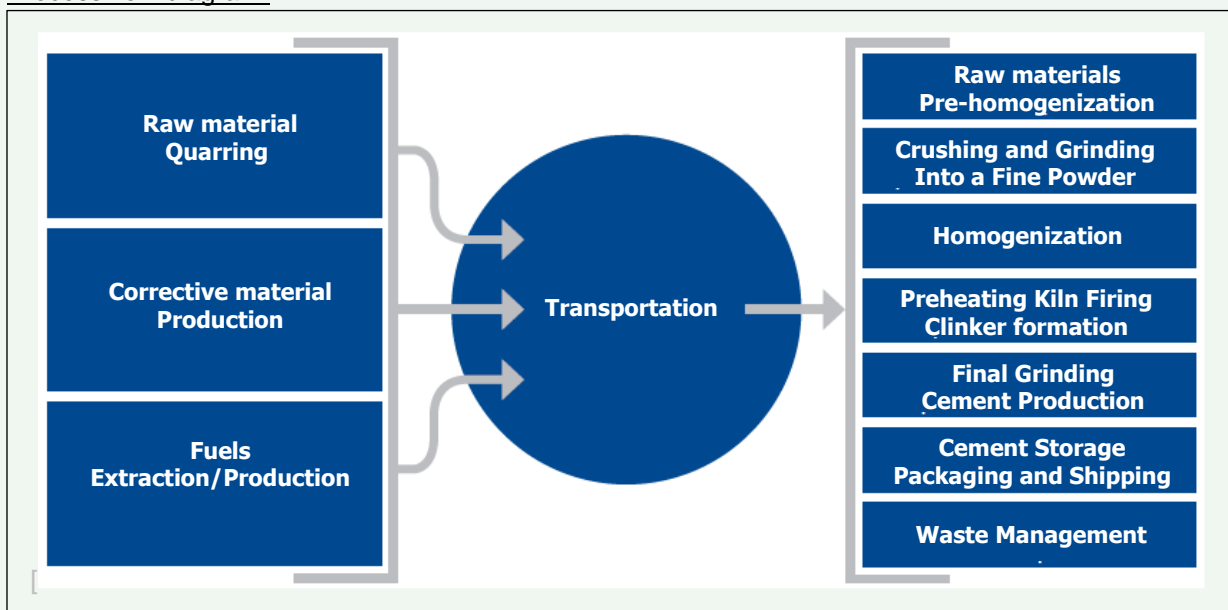 Raw material
Quarring
Corrective material
Production
Fuels
Extraction/Production
Transportation
Raw materials
Pre-homogenization
Crushing and Grinding
Into a Fine Powder
Homogenization
Preheating Kiln Firing
Clinker formation
Final Grinding
Cement Production
Cement Storage
Packaging and Shipping
Waste Management